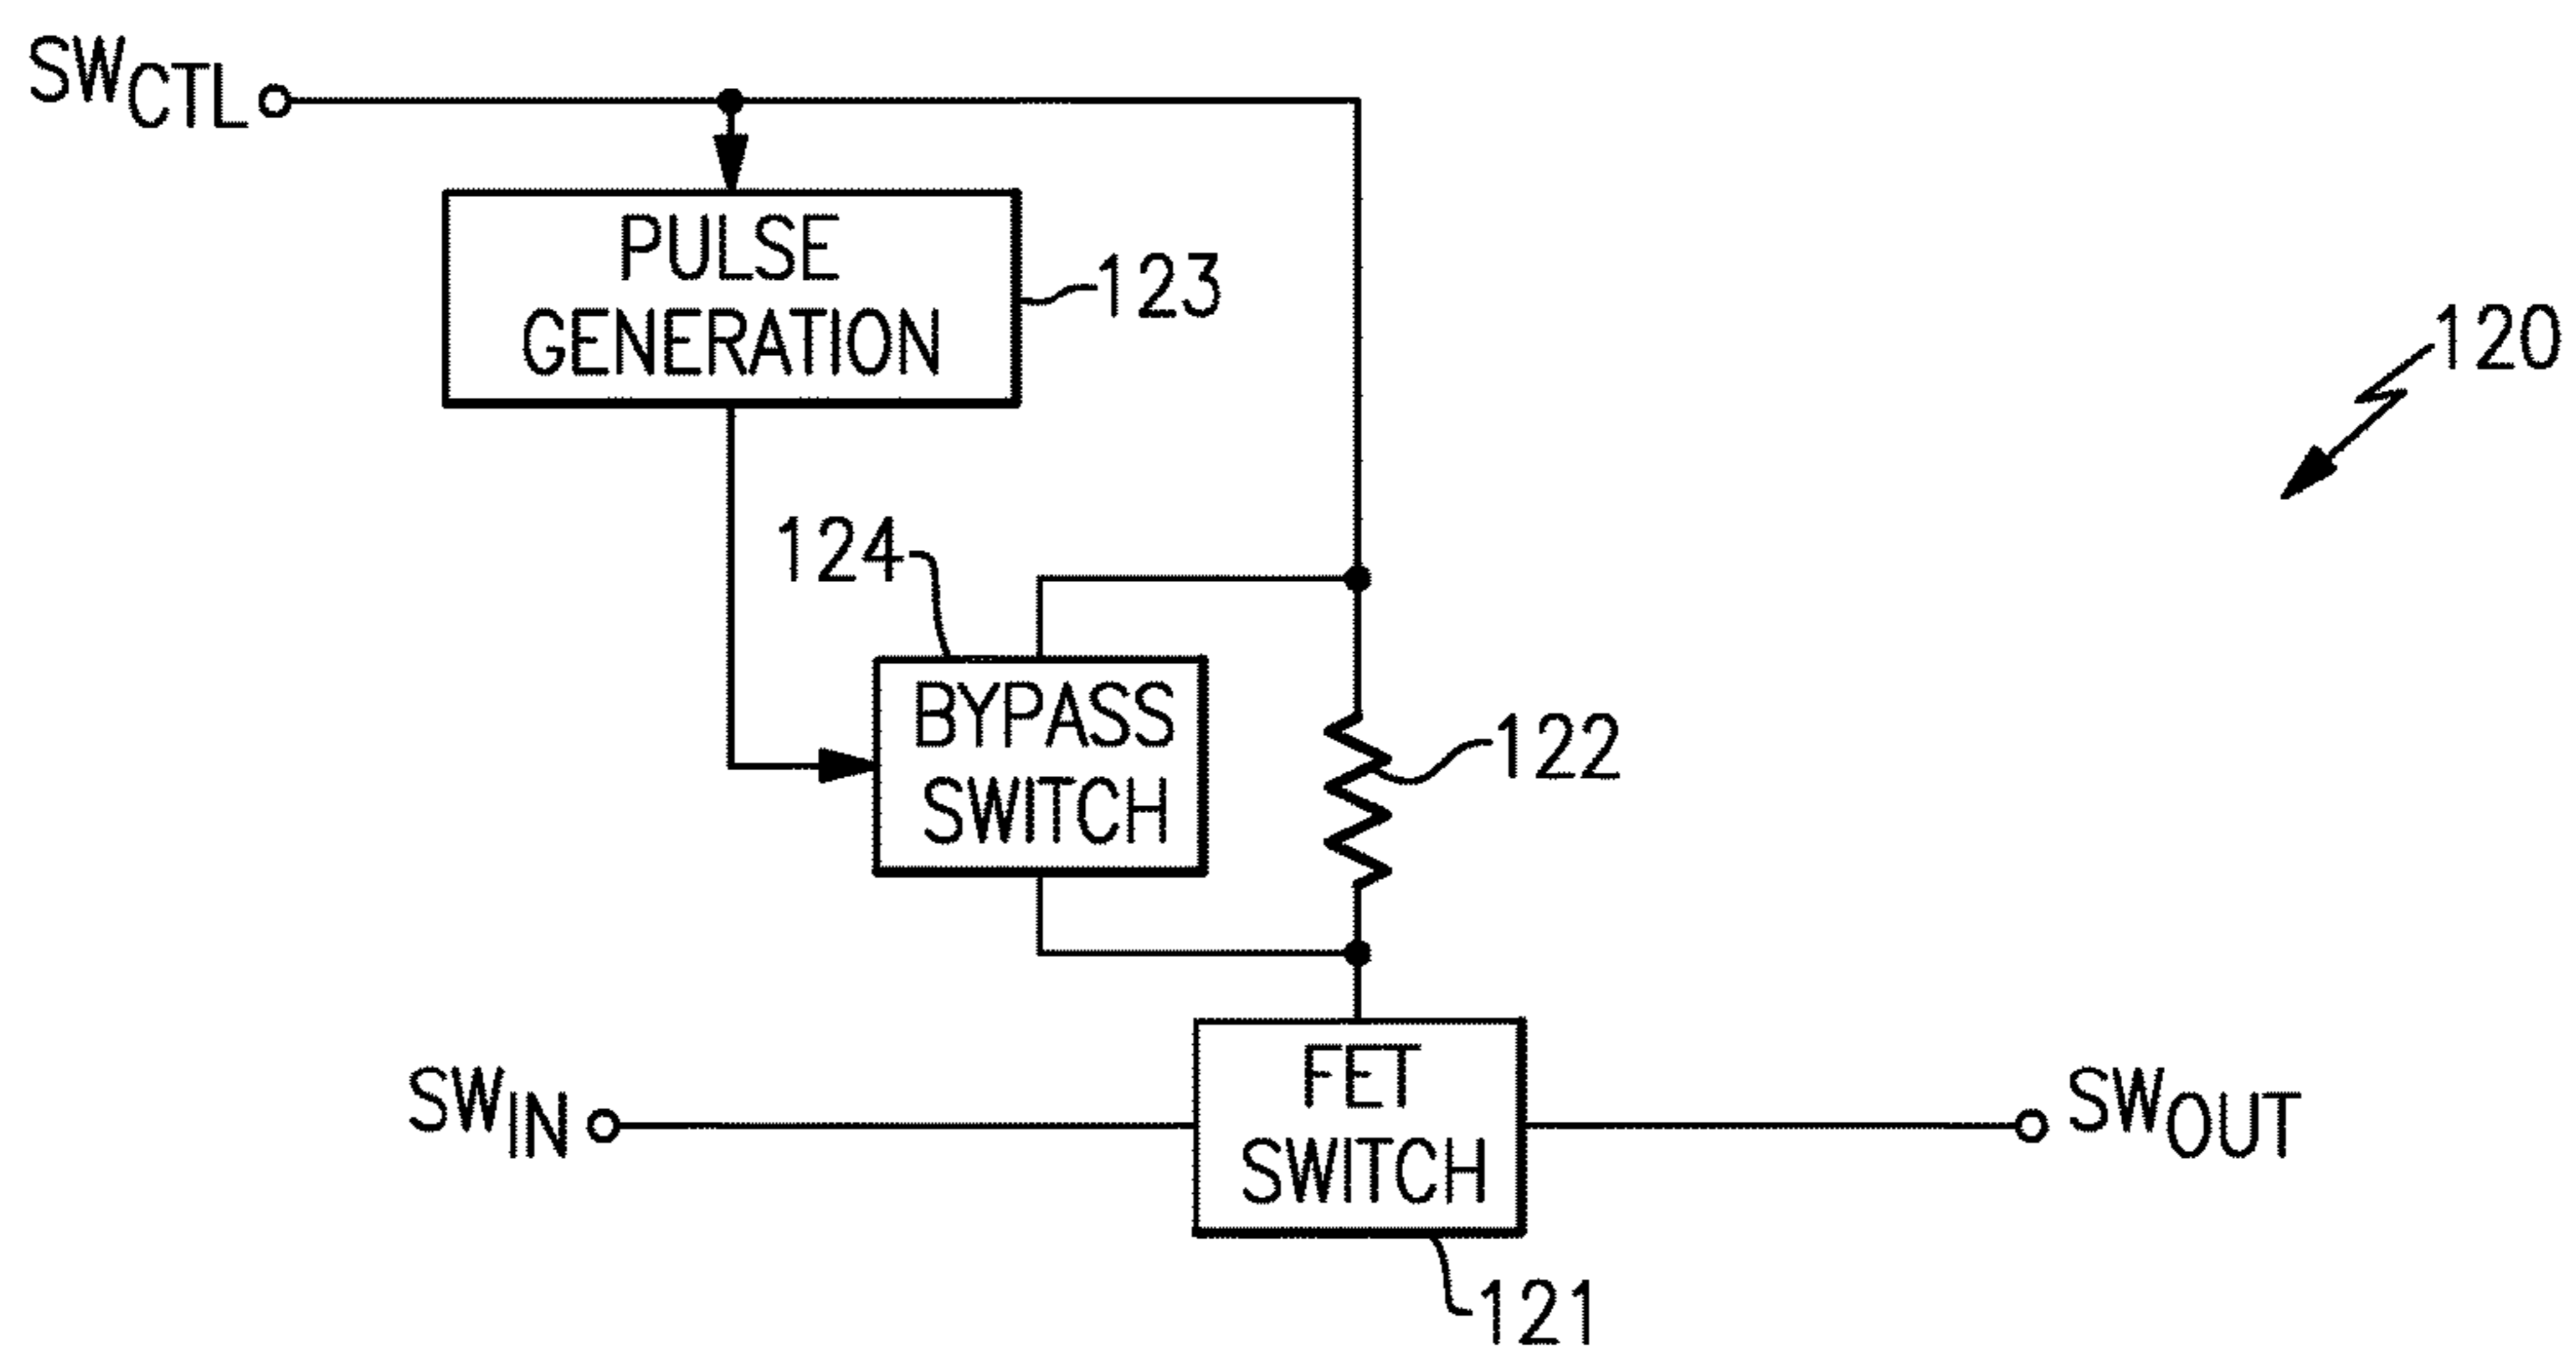 SWCTL
PULSE
GENERATION
123
120
124
BYPASS
SWITCH
122
SWIN
FET
SWITCH
SWOUT
121